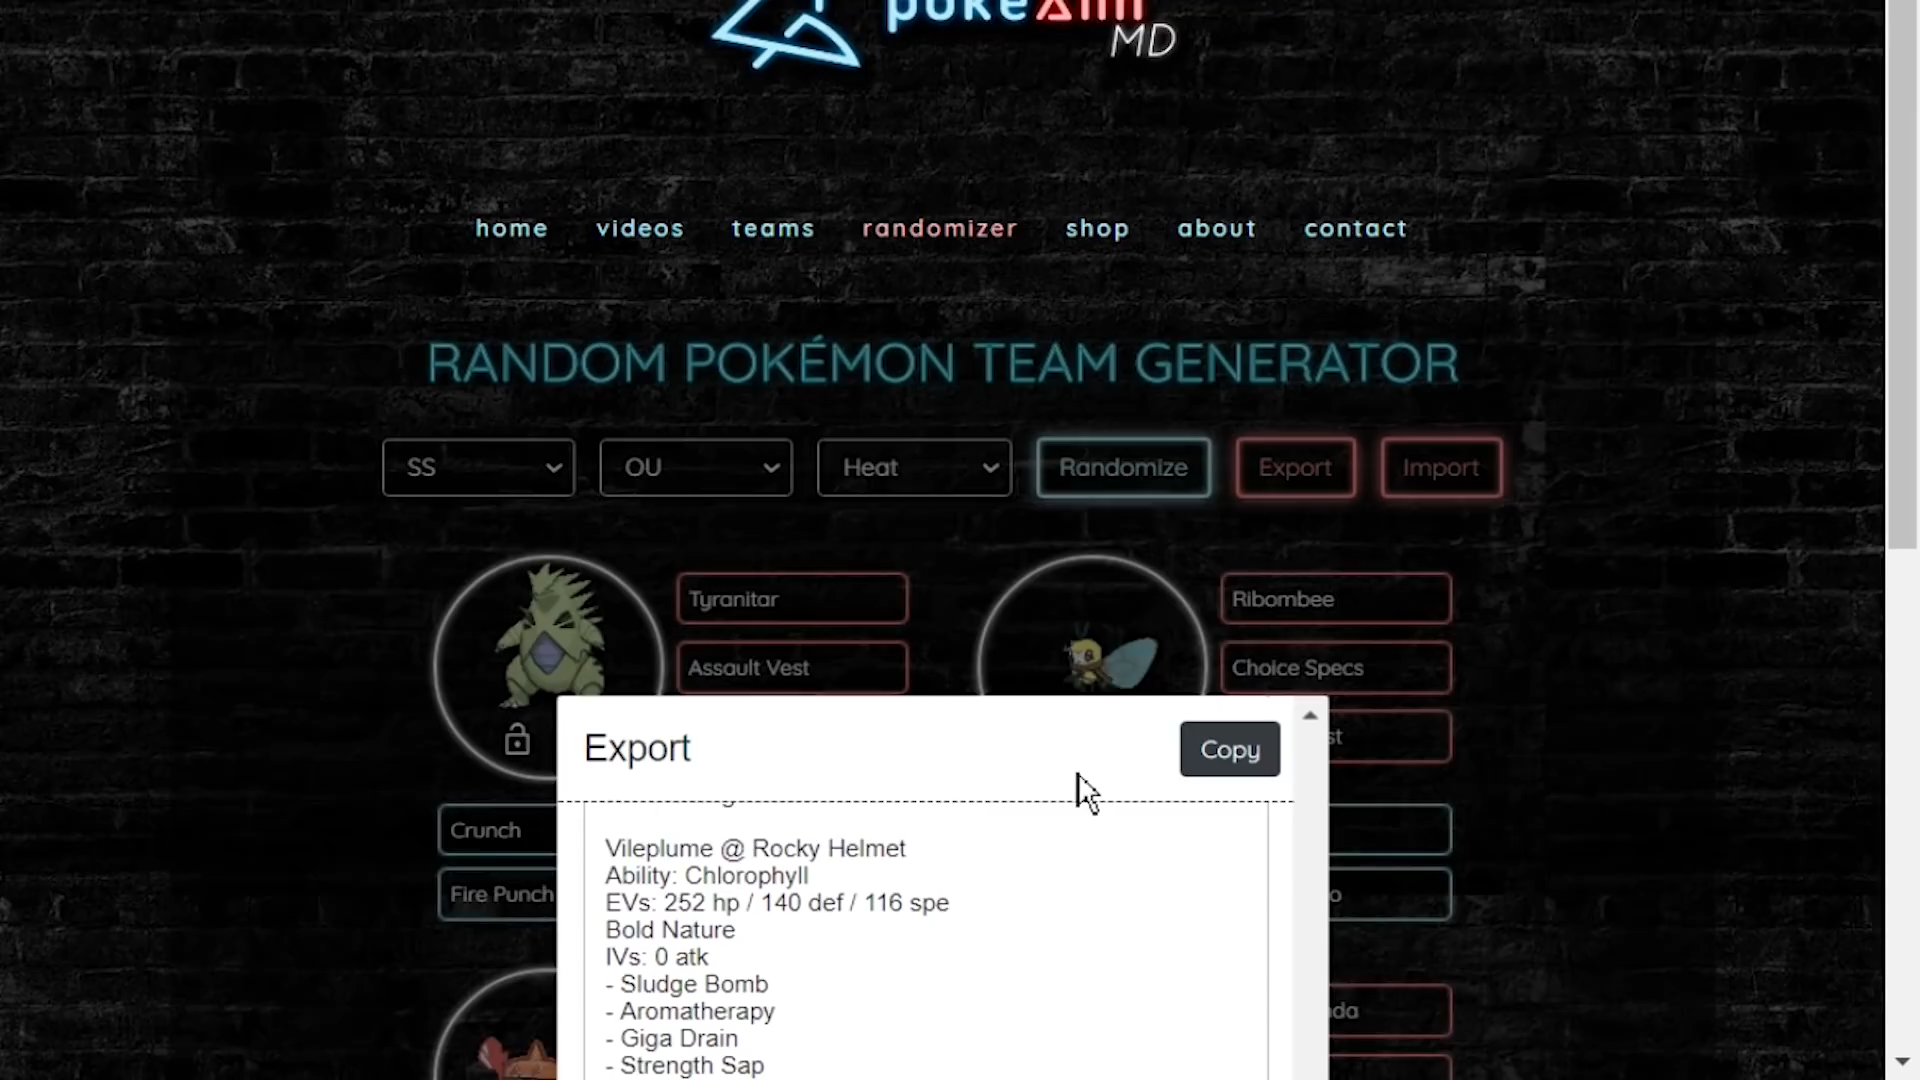 MD
home videos teams randomizer shop about contact
RANDOM POKÉMON TEAM GENERATOR
SS OU Heat Randomize Export Import
Tyranitar Ribombee
Assault Vest Choice Specs
Export Copy
Crunch
Fire Punch
Vileplume @ Rocky Helmet
Ability: Chlorophyll
EVs: 252 hp / 140 def / 116 spe
Bold Nature
IVs: 0 atk
- Sludge Bomb
- Aromatherapy
- Giga Drain
- Strength Sap